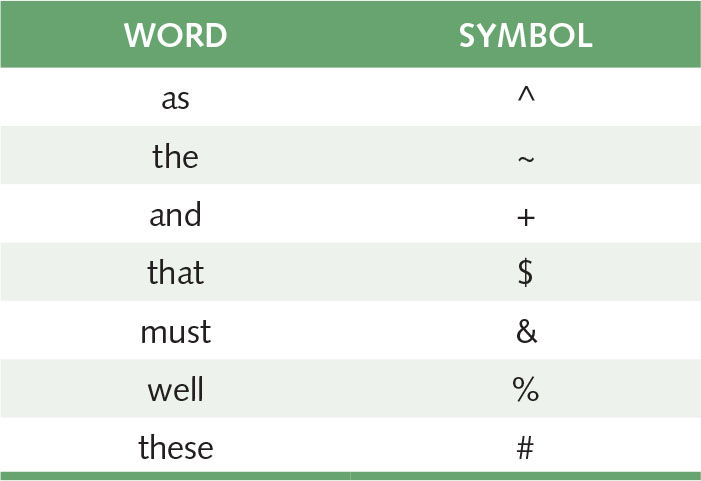 WORD SYMBOL
as ^
the ~
and +
that $
must &
well %
these #